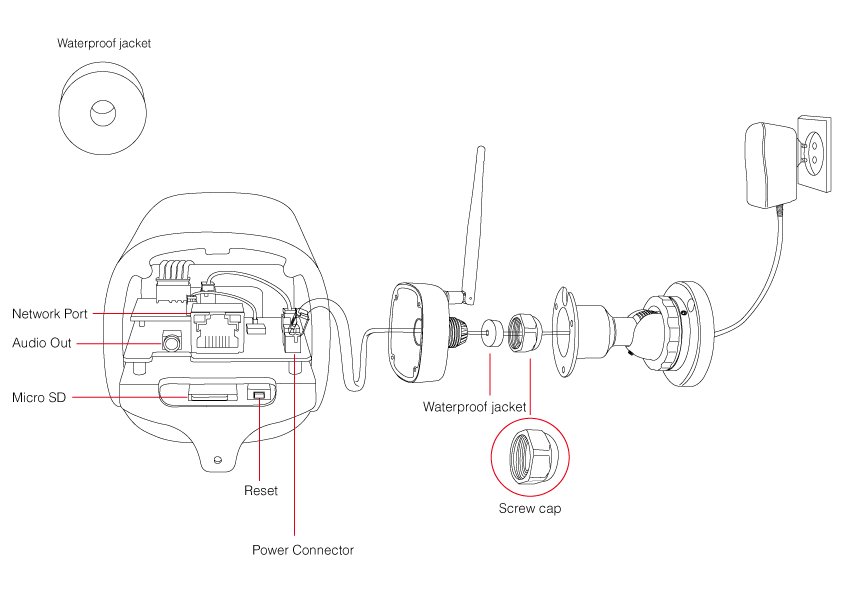 Waterproof jacket
Network Port
Audio Out
Micro SD
Waterproof jacket
Reset
Screw cap
Power Connector